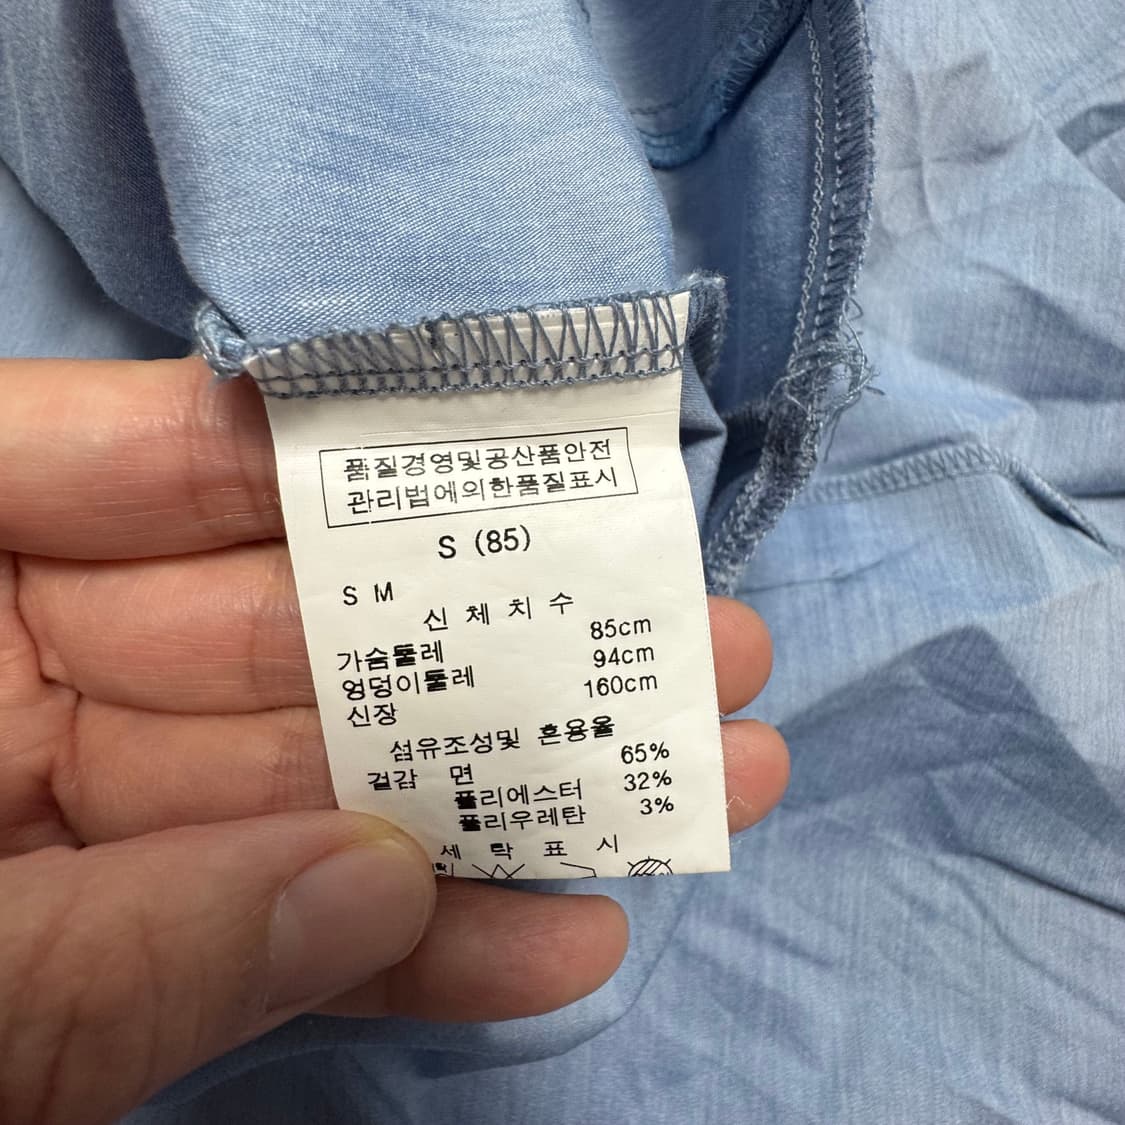 품질경영및공산품안전
관리법에의한품질표시
S (85)
S M
신 체 치 수
가슴둘레 85cm
엉덩이둘레 94cm
신장 160cm
섬유조성및 혼용율
겉감 면 65%
폴리에스터 32%
폴리우레탄 3%
세 탁 표 시